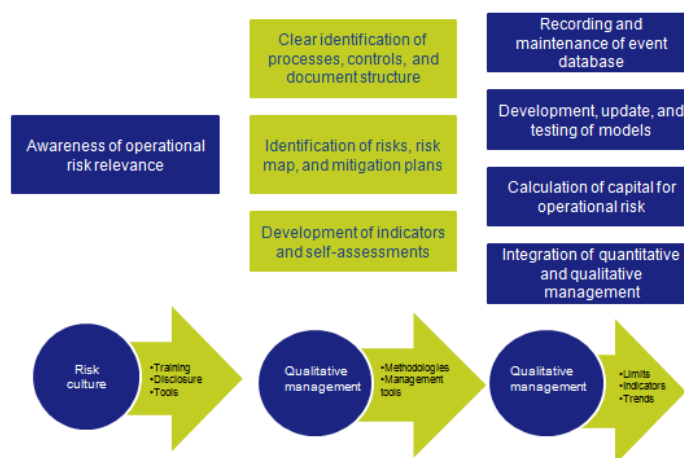 Awareness of operational
risk relevance
Clear identification of
processes, controls, and
document structure
Identification of risks, risk
map, and mitigation plans
Development of indicators
and self-assessments
Recording and
maintenance of event
database
Development, update, and
testing of models
Calculation of capital for
operational risk
Integration of quantitative
and qualitative
management
Risk
culture
•Training
•Disclosure
•Tools
Qualitative
management
•Methodologies
•Management
tools
Qualitative
management
•Limits
•Indicators
•Trends